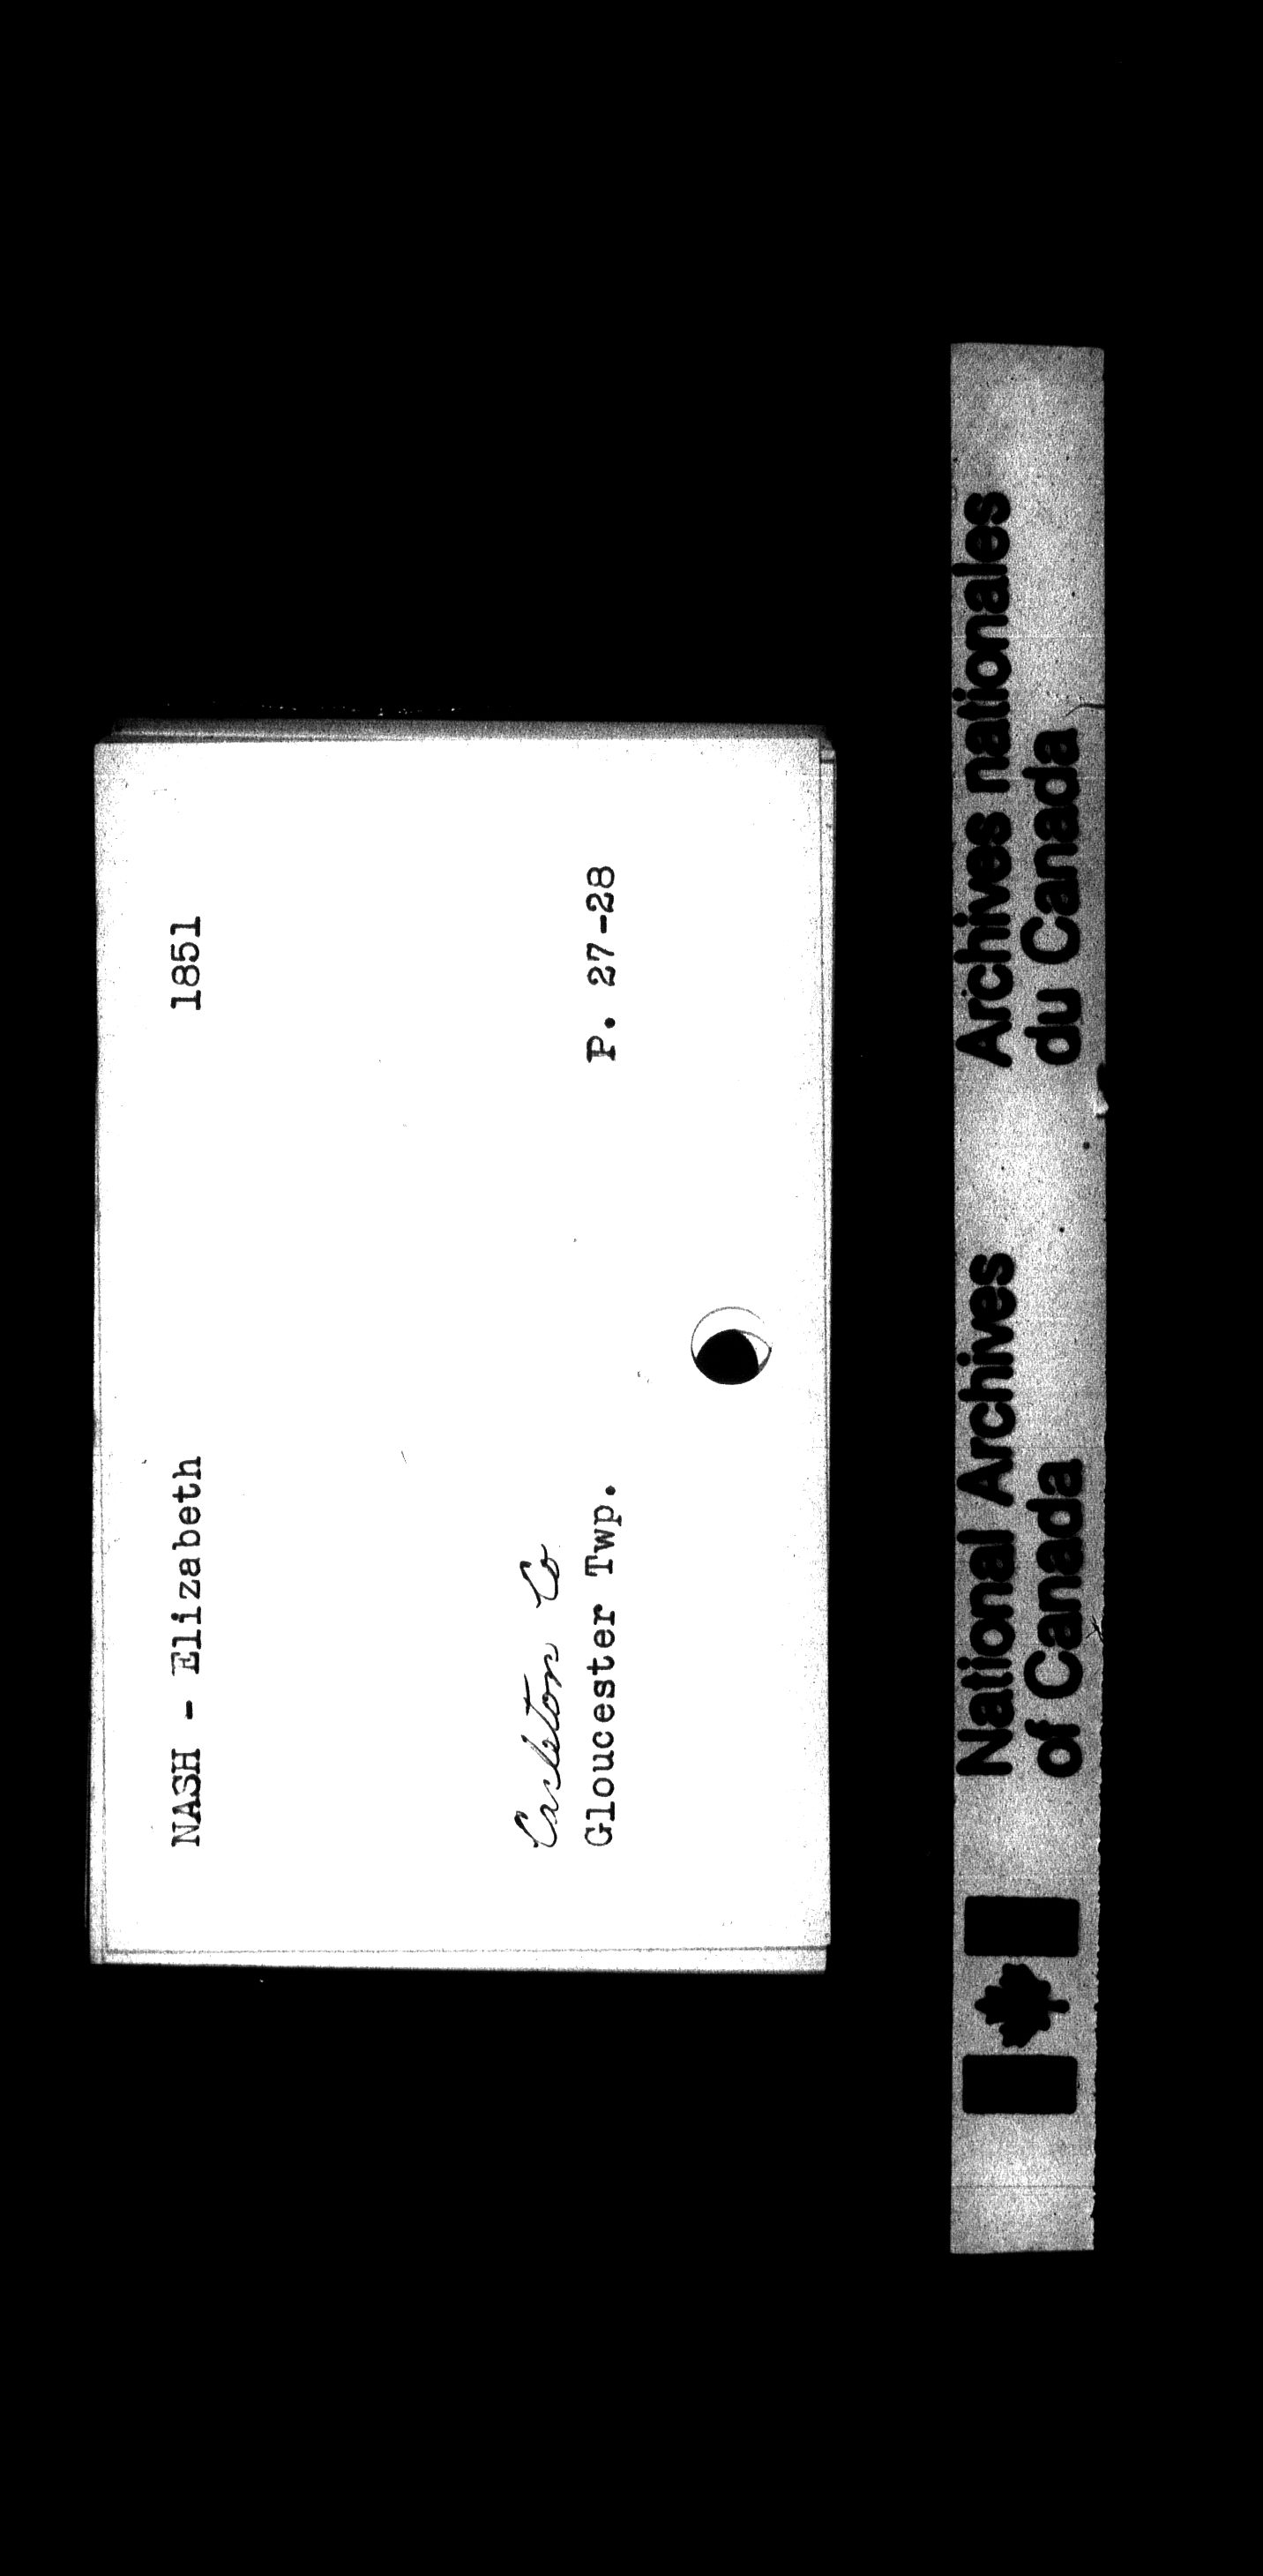 NASH - Elizabeth 1851
Carleton Co
Gloucester Twp. P. 27-28
National Archives Archives nationales
of Canada du Canada